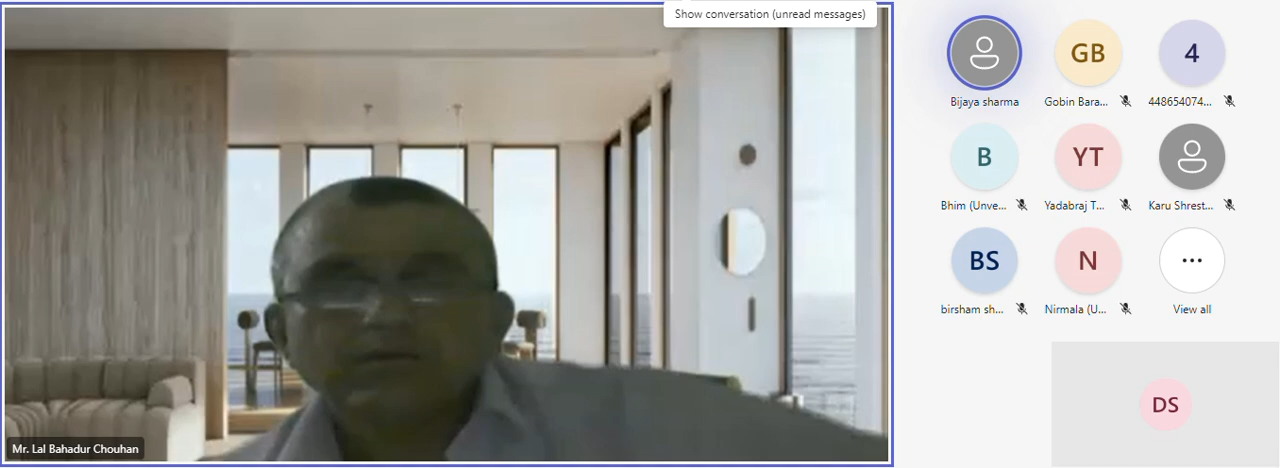 Show conversation (unread messages)
Mr. Lal Bahadur Chouhan
GB
4
Bijaya sharma
Gobin Bara...
448654074...
B
YT
Bhim (Unve...
Yadabraj T...
Karu Shrest...
BS
N
...
birsham sh...
Nirmala (U...
View all
DS